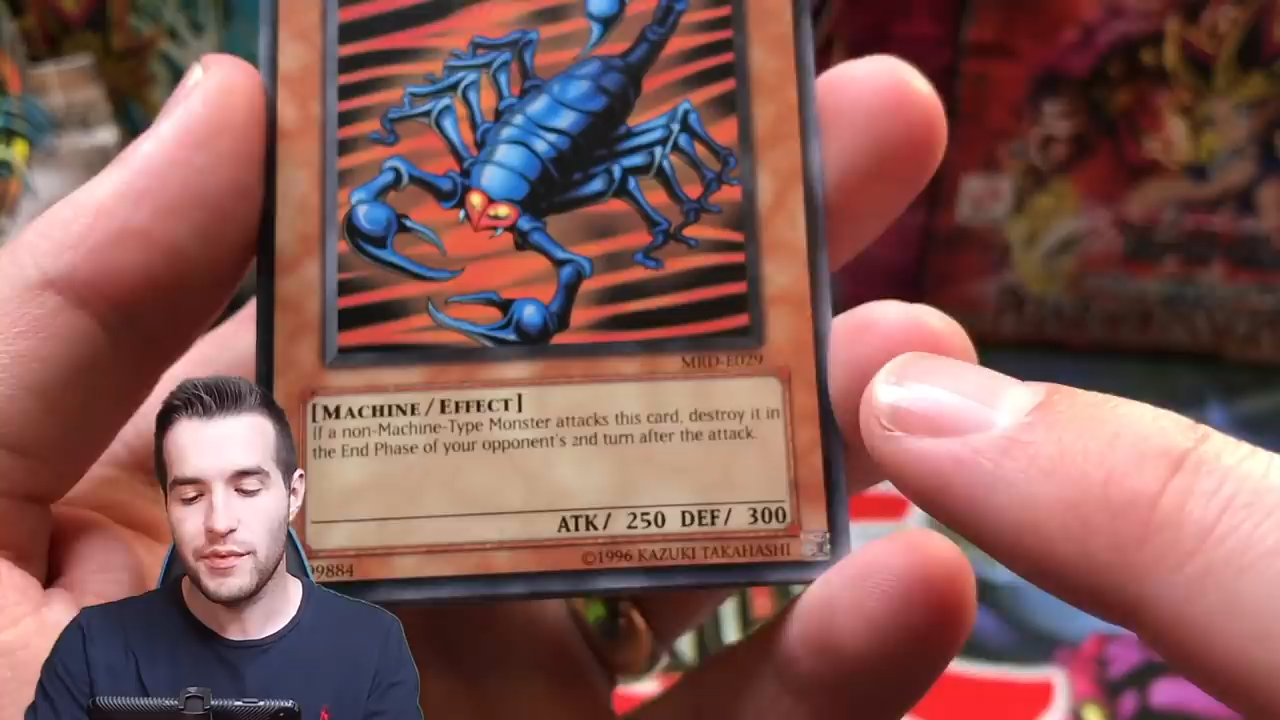 MRD-E029
[MACHINE/EFFECT]
If a non-Machine-Type Monster attacks this card, destroy it in
the End Phase of your opponent's 2nd turn after the attack.
ATK/ 250 DEF/ 300
©1996 KAZUKI TAKAHASHI
9884